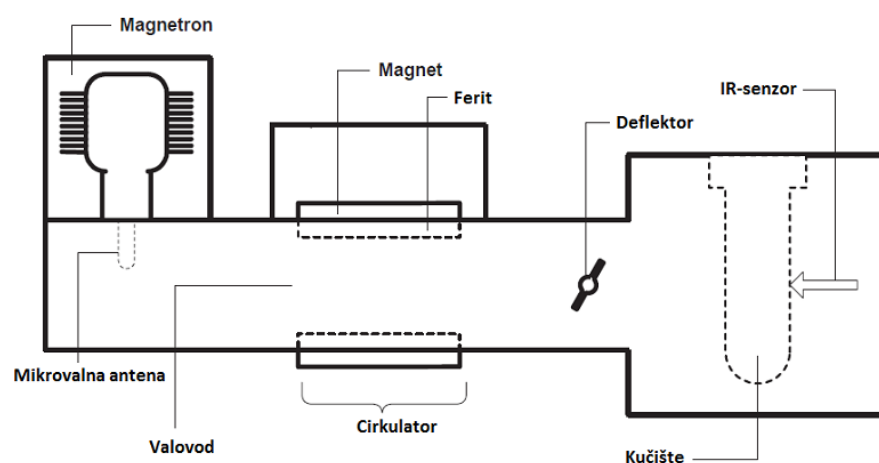 Magnetron
Magnet
Ferit
Deflektor
IR-senzor
Mikrovalna antena
Valovod
Cirkulator
Kučište